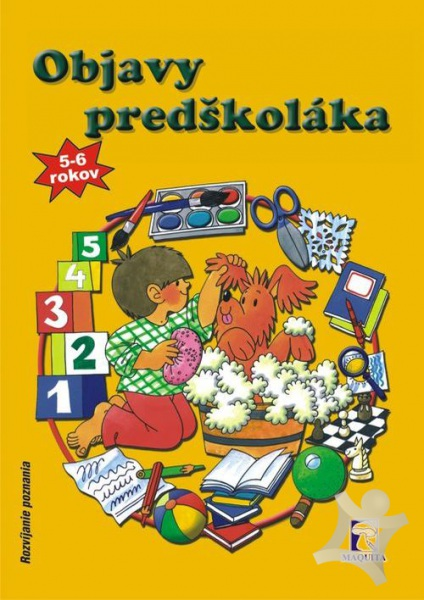 Objavy
predškoláka
5-6
rokov
5
4
3
2
1
Rozvíjanie poznania
MAQUITA